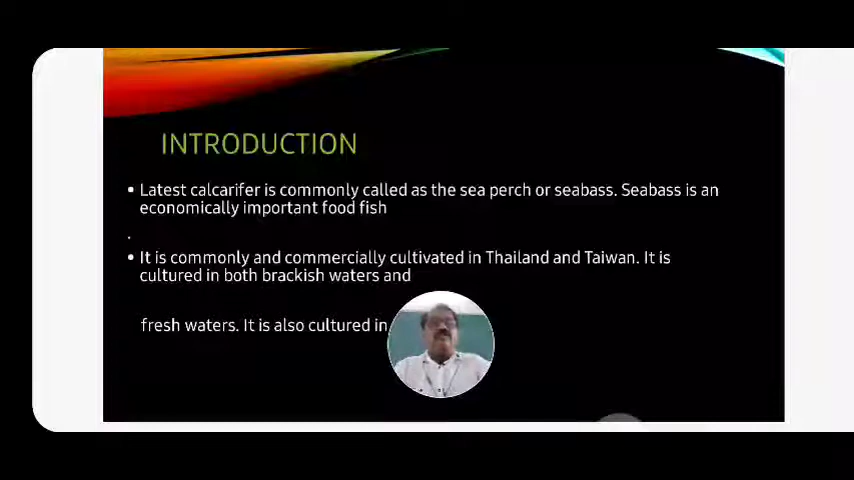 INTRODUCTION
• Latest calcarifer is commonly called as the sea perch or seabass. Seabass is an
economically important food fish
.
• It is commonly and commercially cultivated in Thailand and Taiwan. It is
cultured in both brackish waters and
fresh waters. It is also cultured in